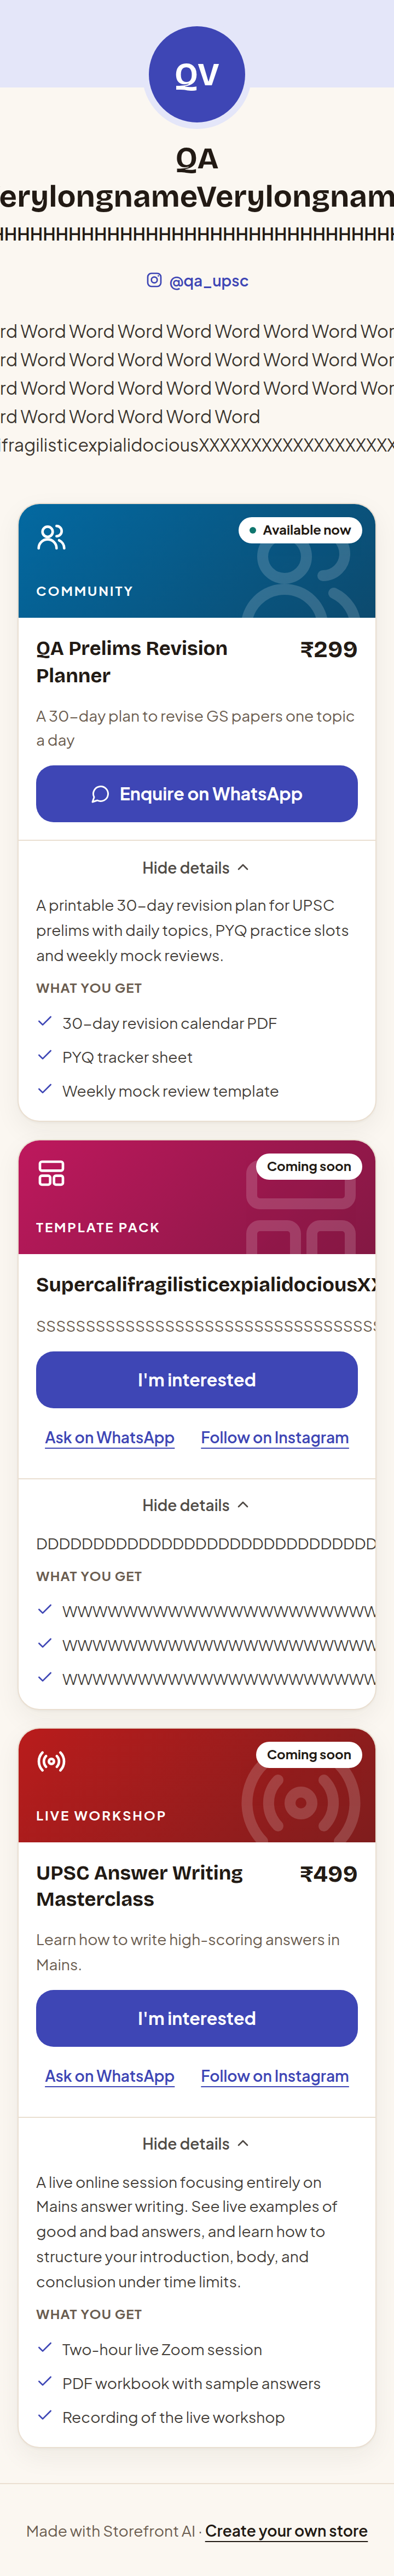 QV
QA
erylongnameVerylongnam
HHHHHHHHHHHHHHHHHHHHHHHHHHHHHHHHH
@qa_upsc
rd Word Word Word Word Word Word Word Wor
rd Word Word Word Word Word Word Word Wor
rd Word Word Word Word Word Word Word Wor
rd Word Word Word Word Word
ifragilisticexpialidociousXXXXXXXXXXXXXXXXXX
Available now
COMMUNITY
QA Prelims Revision
Planner
₹299
A 30-day plan to revise GS papers one topic
a day
Enquire on WhatsApp
Hide details
A printable 30-day revision plan for UPSC
prelims with daily topics, PYQ practice slots
and weekly mock reviews.
WHAT YOU GET
30-day revision calendar PDF
PYQ tracker sheet
Weekly mock review template
Coming soon
TEMPLATE PACK
SupercalifragilisticexpialidociousXX
SSSSSSSSSSSSSSSSSSSSSSSSSSSSSSSSSSS
I'm interested
Ask on WhatsApp Follow on Instagram
Hide details
DDDDDDDDDDDDDDDDDDDDDDDDDDDDD
WHAT YOU GET
WWWWWWWWWWWWWWWWWWWWW
WWWWWWWWWWWWWWWWWWWWW
WWWWWWWWWWWWWWWWWWWWW
Coming soon
LIVE WORKSHOP
UPSC Answer Writing
Masterclass
₹499
Learn how to write high-scoring answers in
Mains.
I'm interested
Ask on WhatsApp Follow on Instagram
Hide details
A live online session focusing entirely on
Mains answer writing. See live examples of
good and bad answers, and learn how to
structure your introduction, body, and
conclusion under time limits.
WHAT YOU GET
Two-hour live Zoom session
PDF workbook with sample answers
Recording of the live workshop
Made with Storefront AI · Create your own store